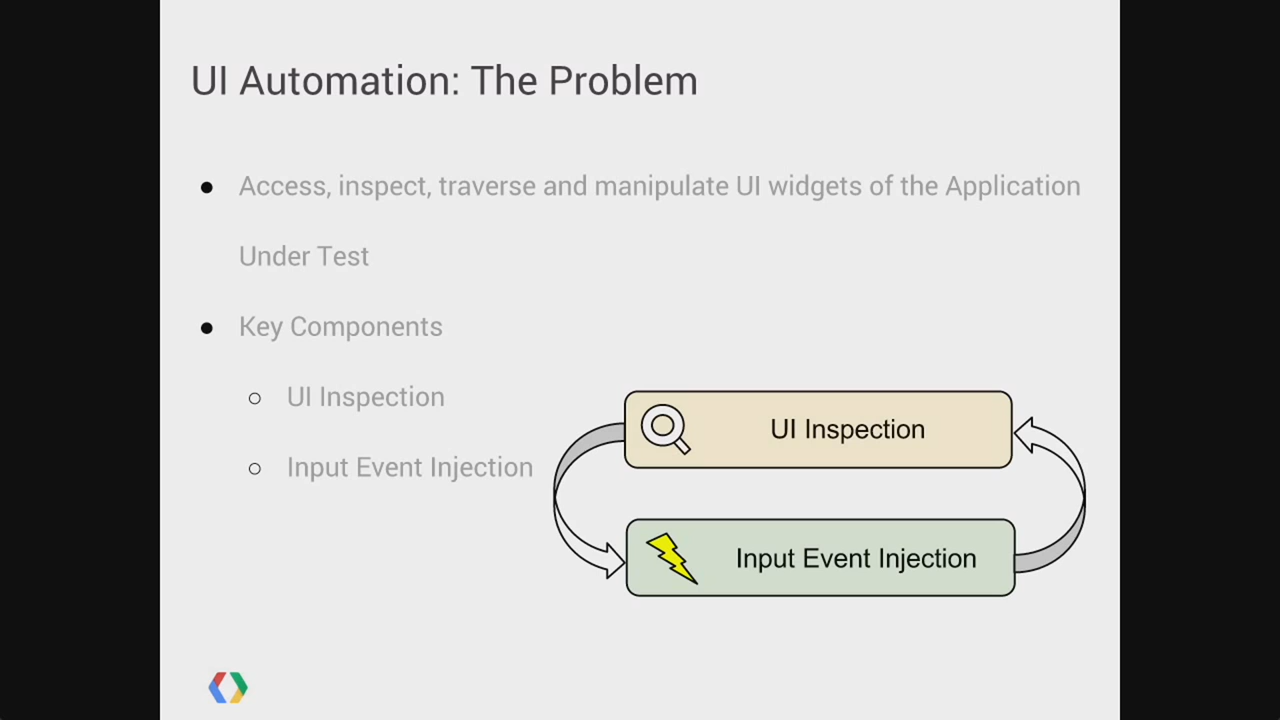 UI Automation: The Problem
● Access, inspect, traverse and manipulate UI widgets of the Application
Under Test
● Key Components
○ UI Inspection
○ Input Event Injection
UI Inspection
Input Event Injection